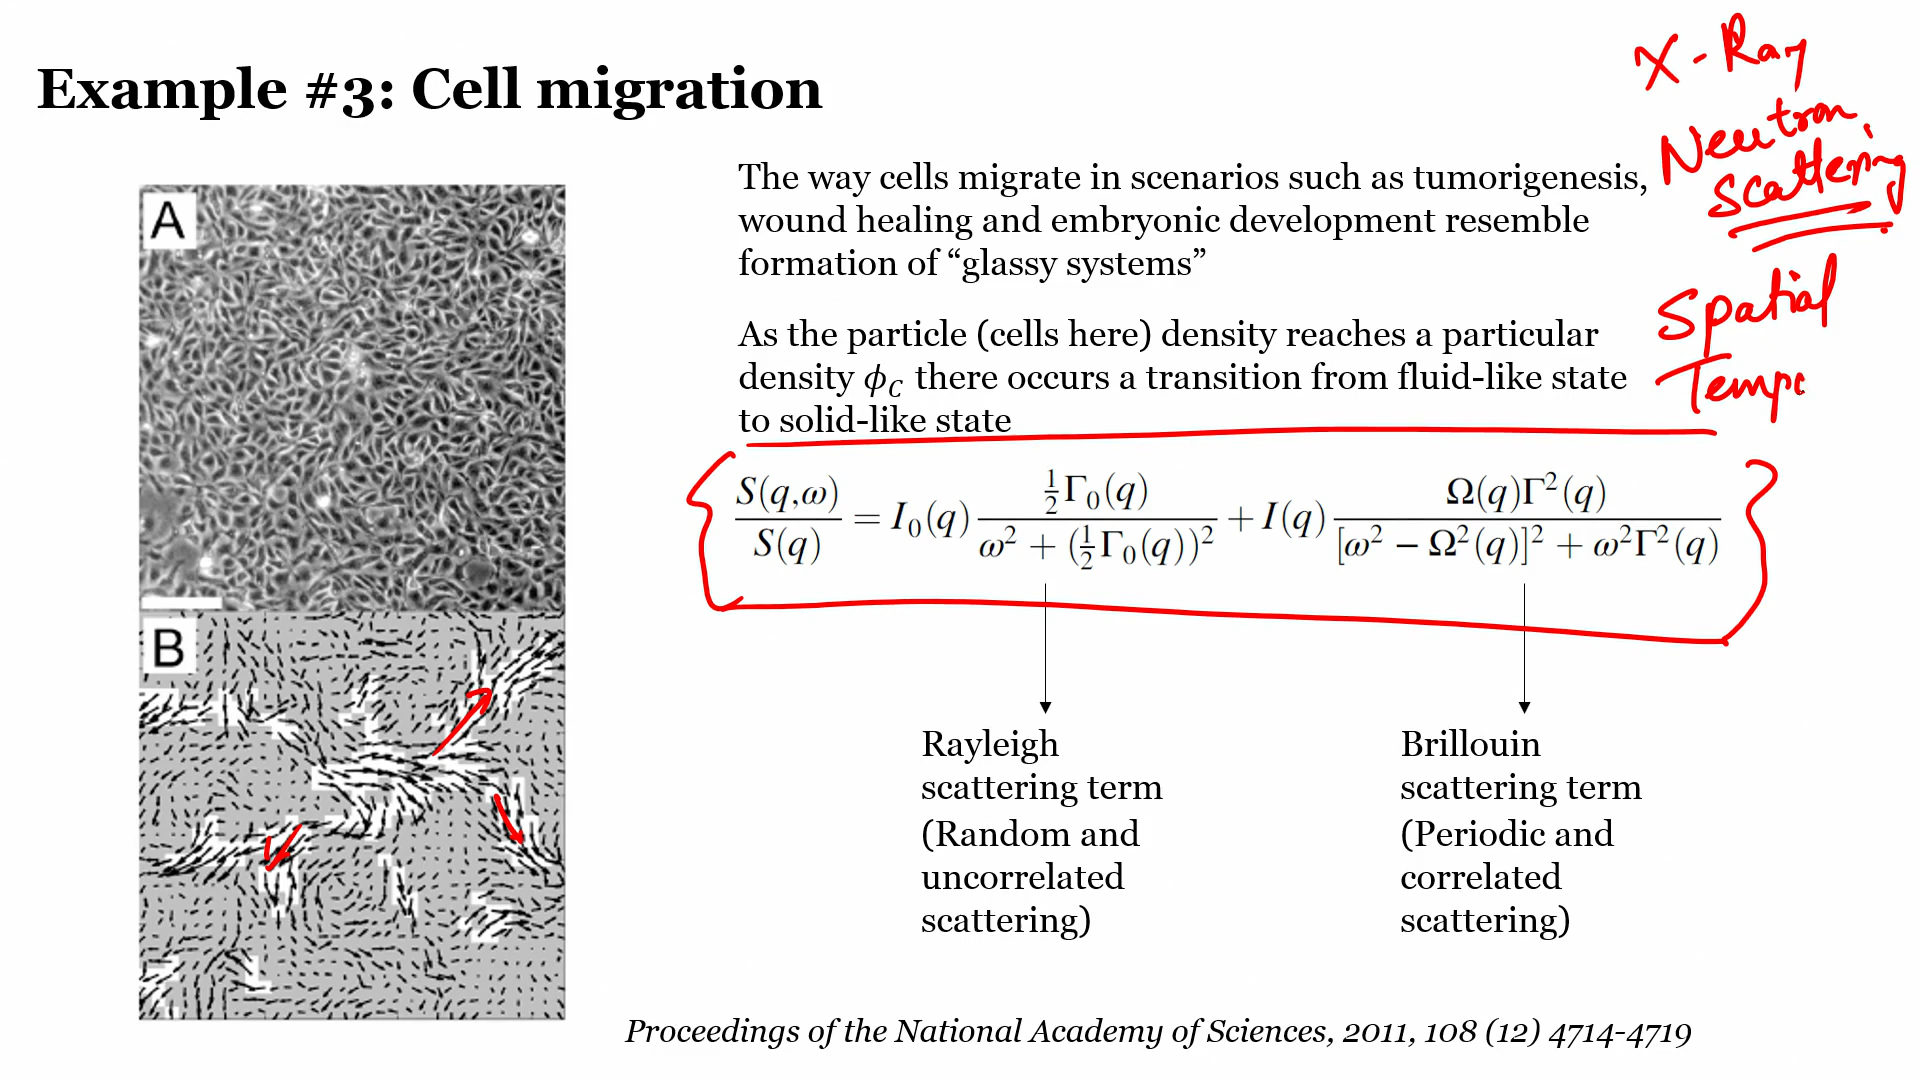 Example #3: Cell migration
X-Ray
Neutron
Scattering
Spatial
A
The way cells migrate in scenarios such as tumorigenesis,
wound healing and embryonic development resemble
formation of “glassy systems”
As the particle (cells here) density reaches a particular
density ϕ_C there occurs a transition from fluid-like state
to solid-like state
S(q,ω)/S(q) = I₀(q) ½Γ₀(q)/(ω² + (½Γ₀(q))²) + I(q) Ω(q)Γ²(q)/([ω² − Ω²(q)]² + ω²Γ²(q))
B
Rayleigh
scattering term
(Random and
uncorrelated
scattering)
Brillouin
scattering term
(Periodic and
correlated
scattering)
Proceedings of the National Academy of Sciences, 2011, 108 (12) 4714-4719